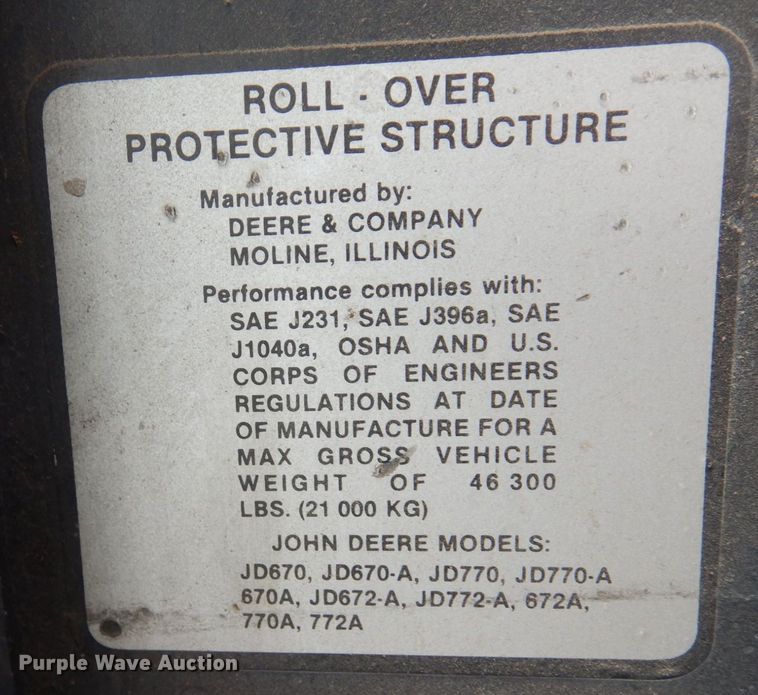 ROLL - OVER
PROTECTIVE STRUCTURE
Manufactured by:
DEERE & COMPANY
MOLINE, ILLINOIS
Performance complies with:
SAE J231, SAE J396a, SAE
J1040a, OSHA AND U.S.
CORPS OF ENGINEERS
REGULATIONS AT DATE
OF MANUFACTURE FOR A
MAX GROSS VEHICLE
WEIGHT OF 46 300
LBS. (21 000 KG)
JOHN DEERE MODELS:
JD670, JD670-A, JD770, JD770-A
670A, JD672-A, JD772-A, 672A,
770A, 772A
Purple Wave Auction